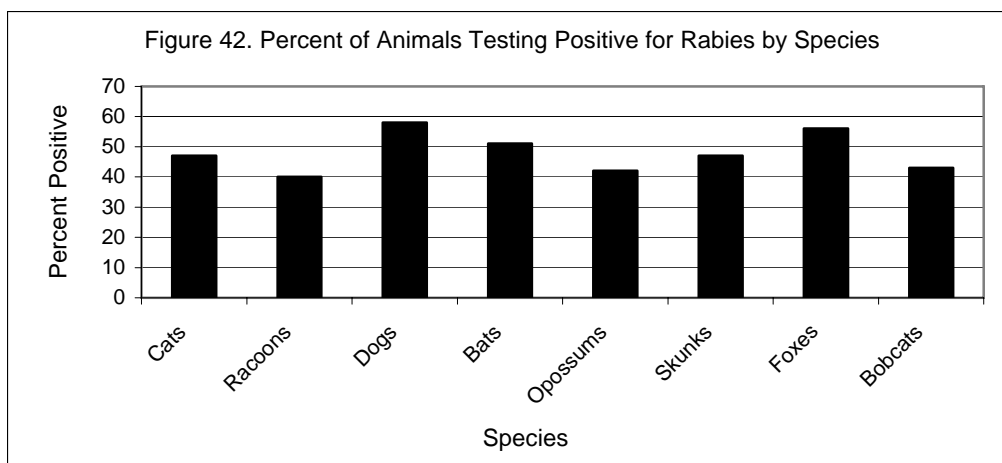 Figure 42. Percent of Animals Testing Positive for Rabies by Species
Percent Positive
70
60
50
40
30
20
10
0
Cats
Racoons
Dogs
Bats
Opossums
Skunks
Foxes
Bobcats
Species